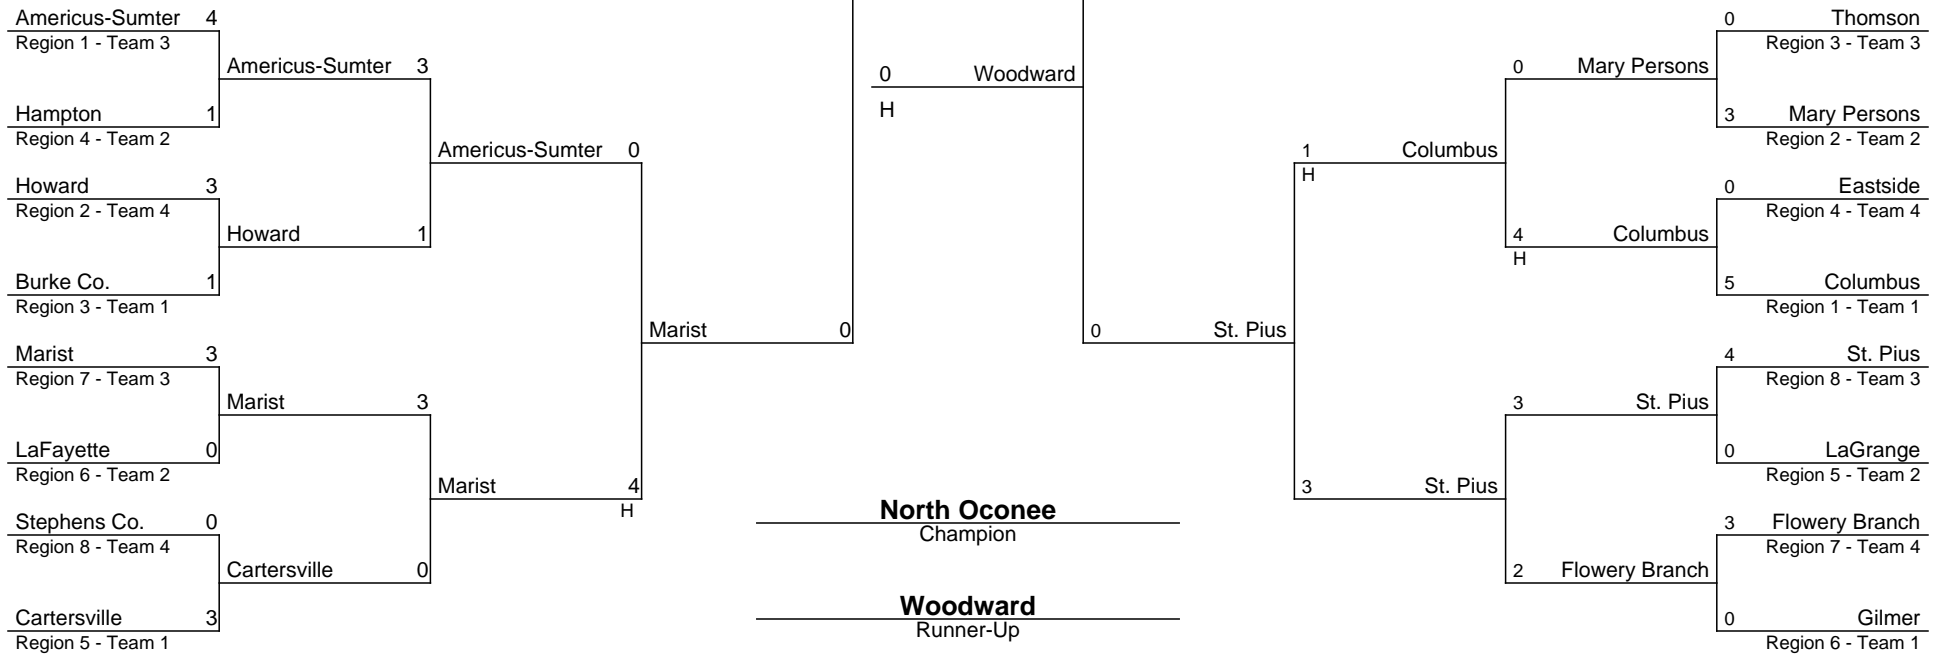 Americus-Sumter 4
Region 1 - Team 3
Americus-Sumter 3
Hampton 1
Region 4 - Team 2
Americus-Sumter 0
Howard 3
Region 2 - Team 4
Howard 1
Burke Co. 1
Region 3 - Team 1
Marist 0
Marist 3
Region 7 - Team 3
Marist 3
LaFayette 0
Region 6 - Team 2
Marist 4
H
Stephens Co. 0
Region 8 - Team 4
Cartersville 0
Cartersville 3
Region 5 - Team 1
0 Woodward
H
North Oconee
Champion
Woodward
Runner-Up
0 Thomson
Region 3 - Team 3
0 Mary Persons
3 Mary Persons
Region 2 - Team 2
1 Columbus
H
0 Eastside
Region 4 - Team 4
4 Columbus
H
5 Columbus
Region 1 - Team 1
0 St. Pius
4 St. Pius
Region 8 - Team 3
3 St. Pius
0 LaGrange
Region 5 - Team 2
3 St. Pius
3 Flowery Branch
Region 7 - Team 4
2 Flowery Branch
0 Gilmer
Region 6 - Team 1